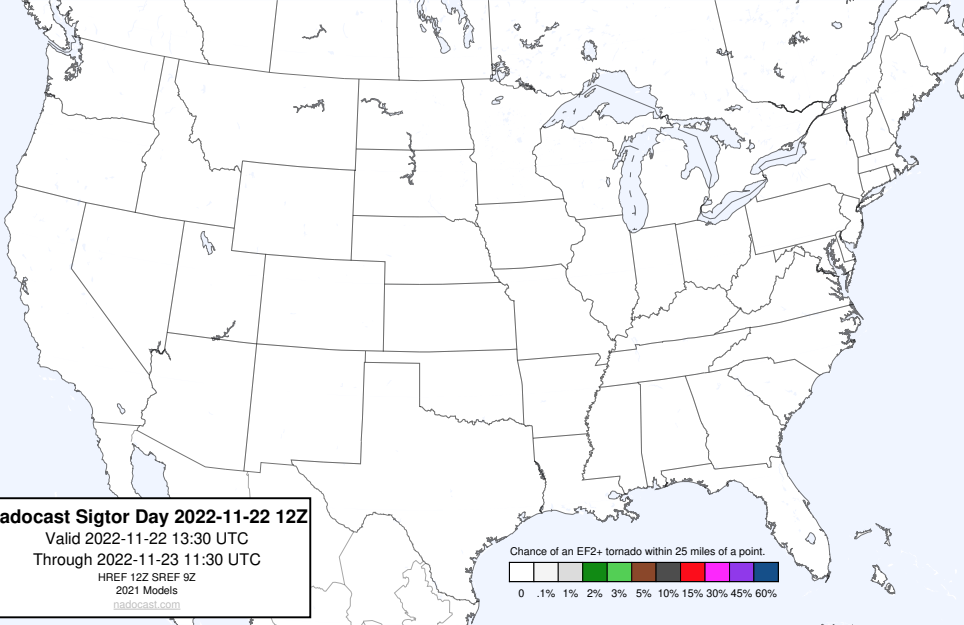 adocast Sigtor Day 2022-11-22 12Z
Valid 2022-11-22 13:30 UTC
Through 2022-11-23 11:30 UTC
HREF 12Z SREF 9Z
2021 Models
nadocast.com
Chance of an EF2+ tornado within 25 miles of a point.
0 .1% 1% 2% 3% 5% 10% 15% 30% 45% 60%